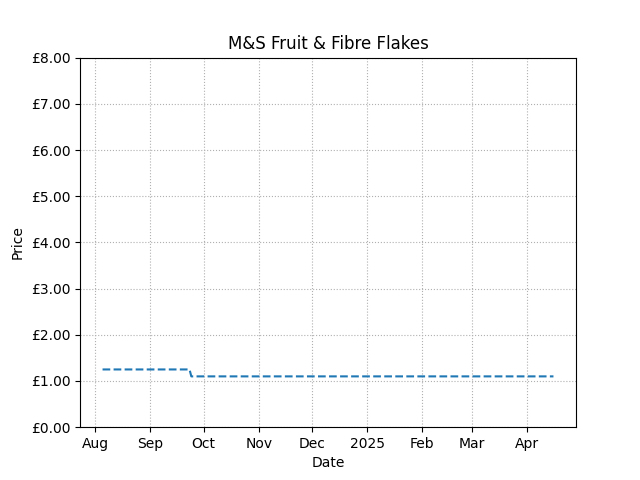 M&S Fruit & Fibre Flakes
£8.00
£7.00
£6.00
£5.00
£4.00
£3.00
£2.00
£1.00
£0.00
Price
Aug Sep Oct Nov Dec 2025 Feb Mar Apr
Date